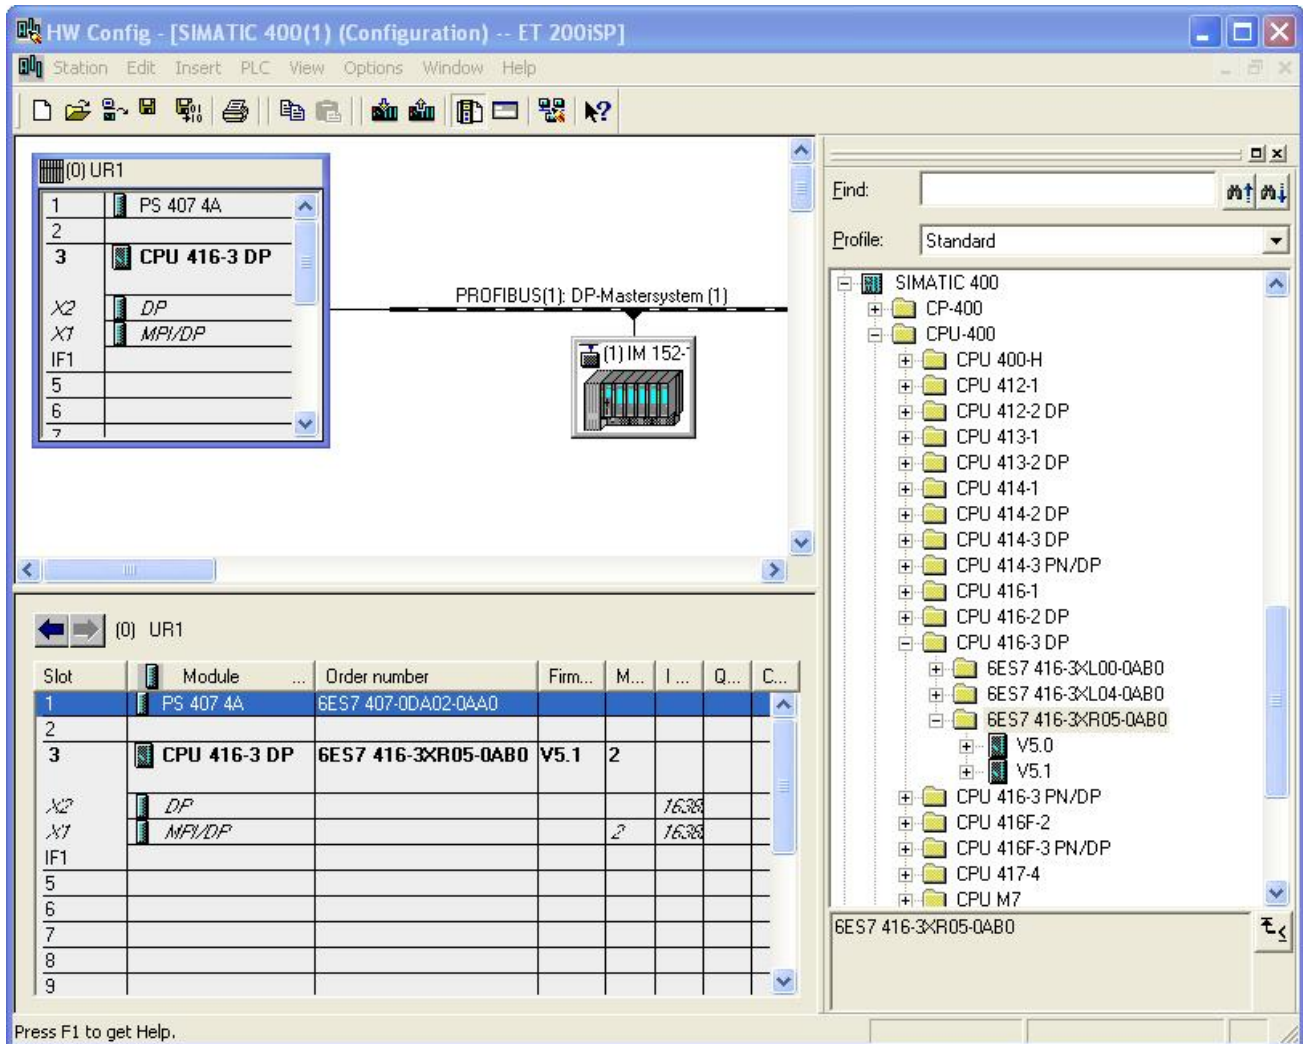 HW Config - [SIMATIC 400(1) (Configuration) -- ET 200iSP]
Station Edit Insert PLC View Options Window Help
(0) UR1
1 PS 407 4A
2
3 CPU 416-3 DP
X2 DP
X1 MPI/DP
IF1
5
6
7
PROFIBUS(1): DP-Mastersystem (1)
(1) IM 152-1
(0) UR1
Slot Module ... Order number Firm... M... I ... Q... C...
1 PS 407 4A 6ES7 407-0DA02-0AA0
2
3 CPU 416-3 DP 6ES7 416-3XR05-0AB0 V5.1 2
X2 DP 1638
X1 MPI/DP 2 1638
IF1
5
6
7
8
9
Find:
Profile: Standard
SIMATIC 400
CP-400
CPU-400
CPU 400-H
CPU 412-1
CPU 412-2 DP
CPU 413-1
CPU 413-2 DP
CPU 414-1
CPU 414-2 DP
CPU 414-3 DP
CPU 414-3 PN/DP
CPU 416-1
CPU 416-2 DP
CPU 416-3 DP
6ES7 416-3XL00-0AB0
6ES7 416-3XL04-0AB0
6ES7 416-3XR05-0AB0
V5.0
V5.1
CPU 416-3 PN/DP
CPU 416F-2
CPU 416F-3 PN/DP
CPU 417-4
CPU M7
6ES7 416-3XR05-0AB0
Press F1 to get Help.